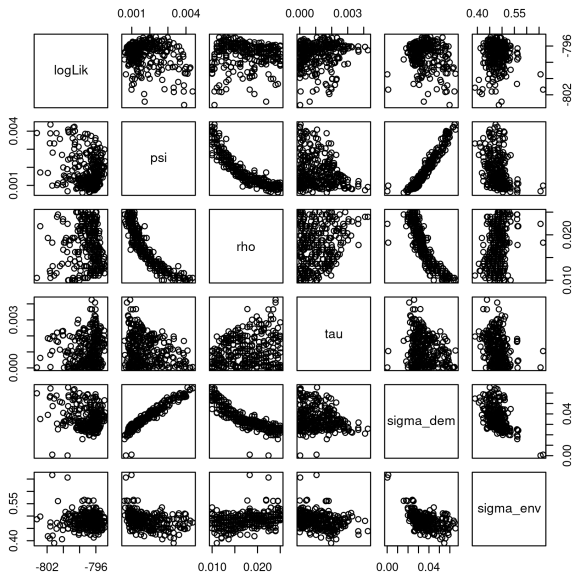 0.001 0.004 0.000 0.003 0.40 0.55
logLik -802 -796
0.001 0.004 psi
rho 0.010 0.020
0.000 0.003 tau
sigma_dem 0.00 0.04
0.40 0.55 sigma_env
-802 -796 0.010 0.020 0.00 0.04